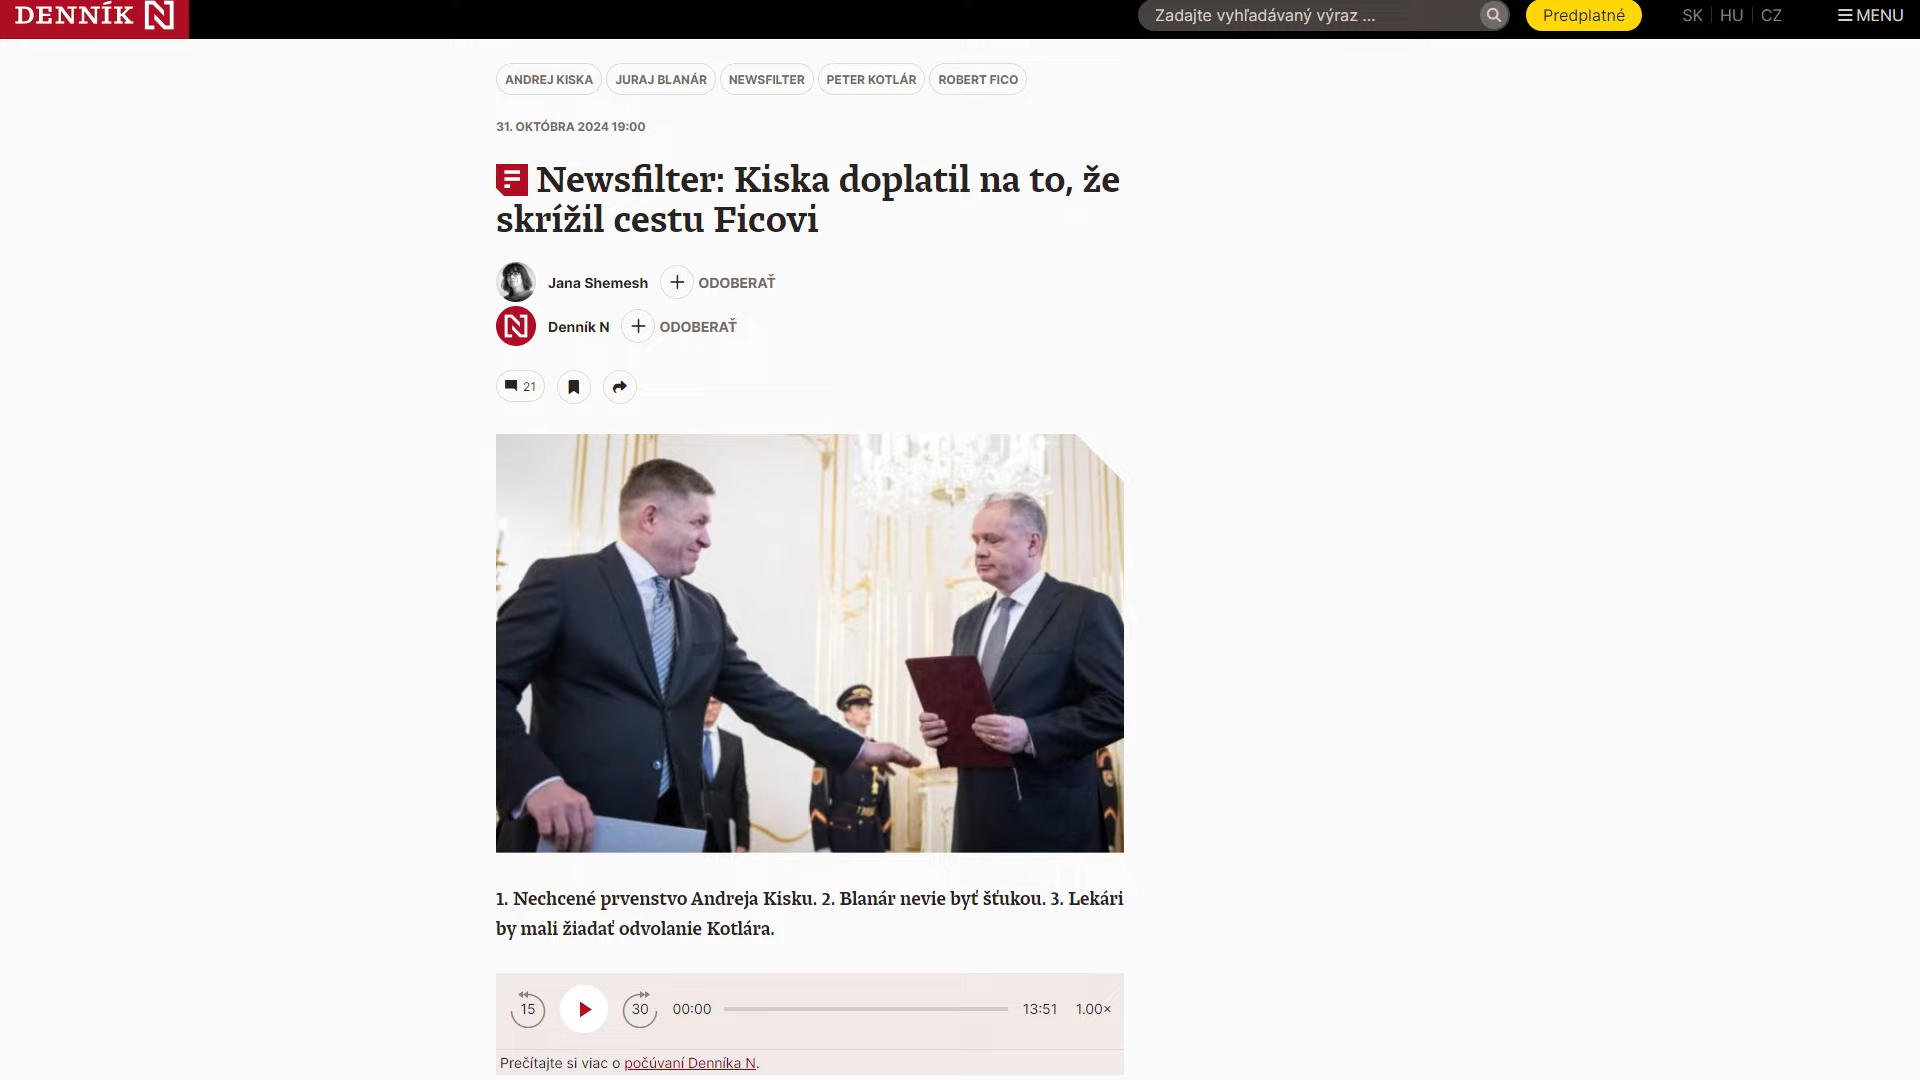 DENNÍK N
Zadajte vyhľadávaný výraz ...
Predplatné
SK HU CZ
MENU
ANDREJ KISKA JURAJ BLANÁR NEWSFILTER PETER KOTLÁR ROBERT FICO
31. OKTÓBRA 2024 19:00
Newsfilter: Kiska doplatil na to, že
skrížil cestu Ficovi
Jana Shemesh + ODOBERAŤ
Denník N + ODOBERAŤ
21
1. Nechcené prvenstvo Andreja Kisku. 2. Blanár nevie byť šťukou. 3. Lekári
by mali žiadať odvolanie Kotlára.
15 30 00:00 13:51 1.00×
Prečítajte si viac o počúvaní Denníka N.